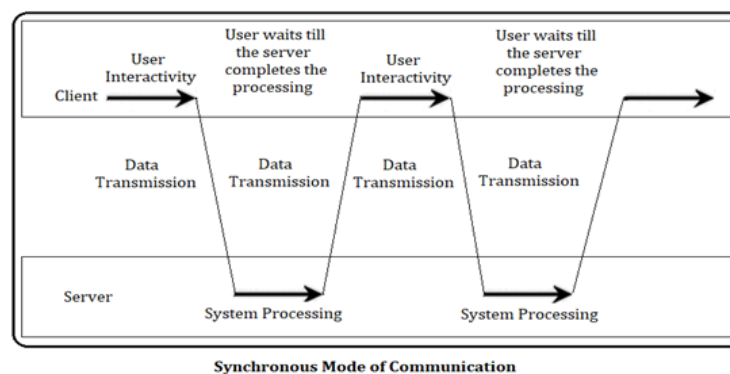 User
Interactivity
User waits till
the server
completes the
processing
User
Interactivity
User waits till
the server
completes the
processing
Client
Data
Transmission
Data
Transmission
Data
Transmission
Data
Transmission
Server
System Processing
System Processing
Synchronous Mode of Communication